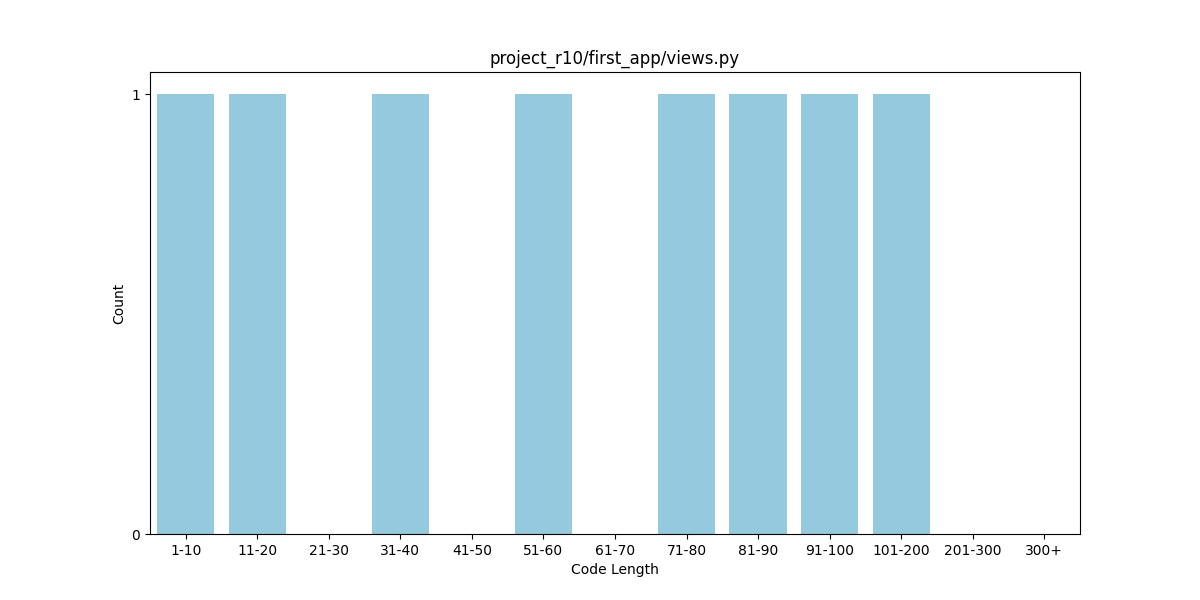 project_r10/first_app/views.py
Count
1
0
1-10 11-20 21-30 31-40 41-50 51-60 61-70 71-80 81-90 91-100 101-200 201-300 300+
Code Length